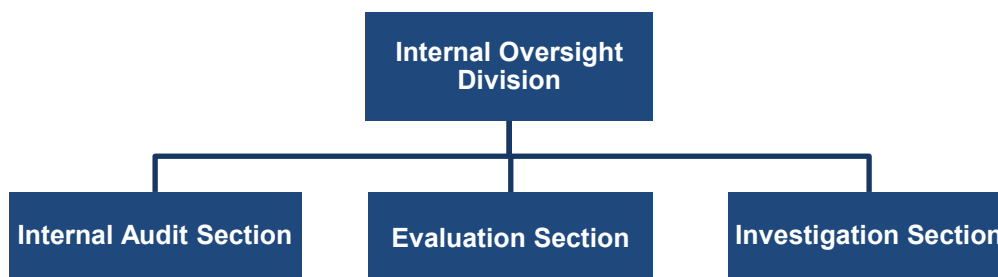 Internal Oversight
Division
Internal Audit Section
Evaluation Section
Investigation Section